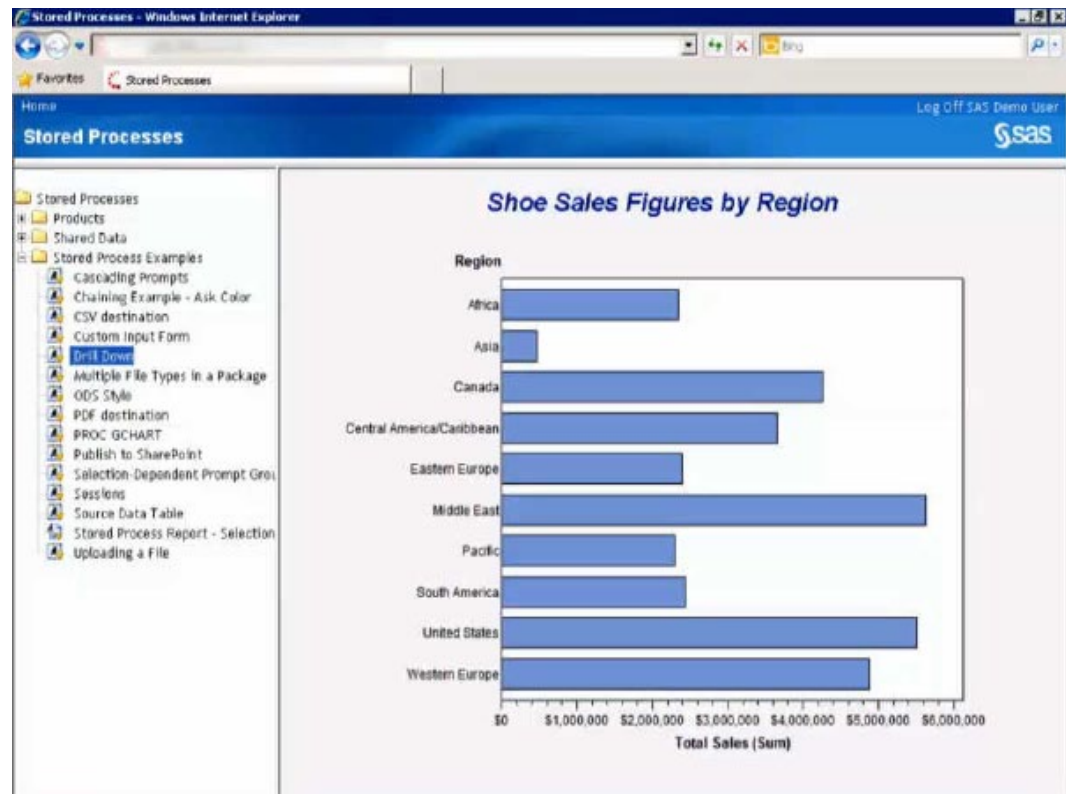 Stored Processes - Windows Internet Explorer
Bing
Favorites
Stored Processes
Home
Log Off SAS Demo User
Stored Processes
sas
Stored Processes
Products
Shared Data
Stored Process Examples
Cascading Prompts
Chaining Example - Ask Color
CSV destination
Custom Input Form
Drill Down
Multiple File Types in a Package
ODS Style
PDF destination
PROC GCHART
Publish to SharePoint
Selection-Dependent Prompt Grou
Sessions
Source Data Table
Stored Process Report - Selection
Uploading a File
Shoe Sales Figures by Region
Region
Africa
Asia
Canada
Central America/Caribbean
Eastern Europe
Middle East
Pacific
South America
United States
Western Europe
$0 $1,000,000 $2,000,000 $3,000,000 $4,000,000 $5,000,000 $6,000,000
Total Sales (Sum)